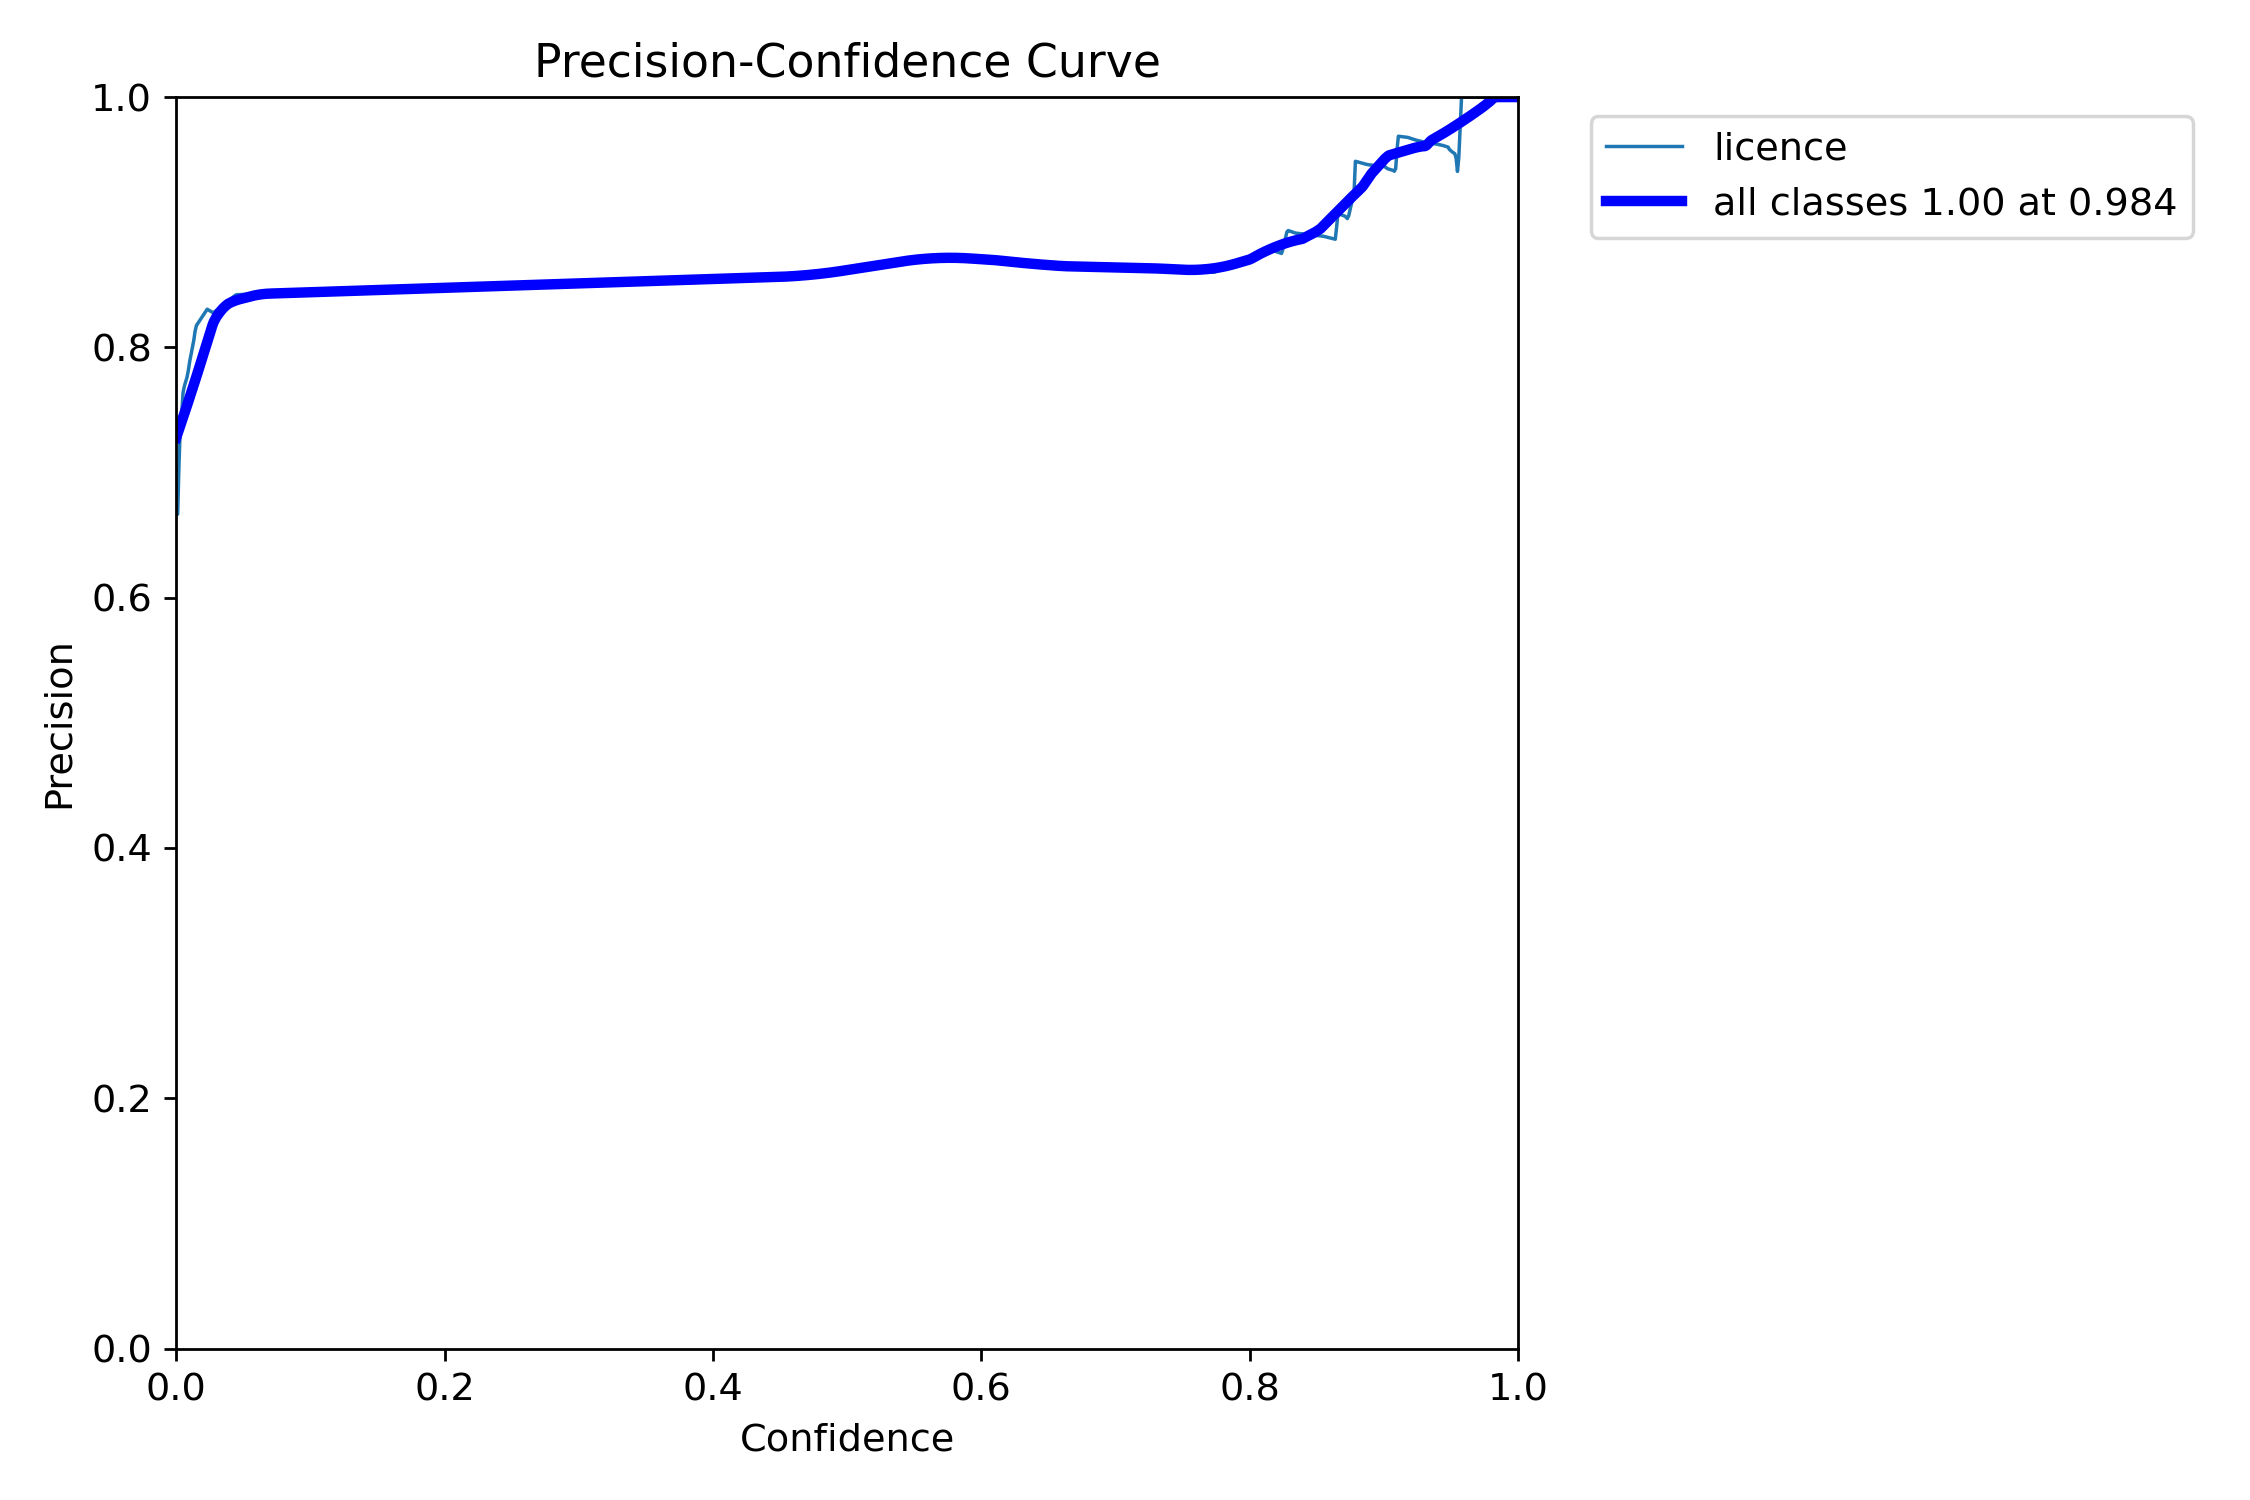 Precision-Confidence Curve
1.0
0.8
0.6
0.4
0.2
0.0
Precision
0.0 0.2 0.4 0.6 0.8 1.0
Confidence
licence
all classes 1.00 at 0.984